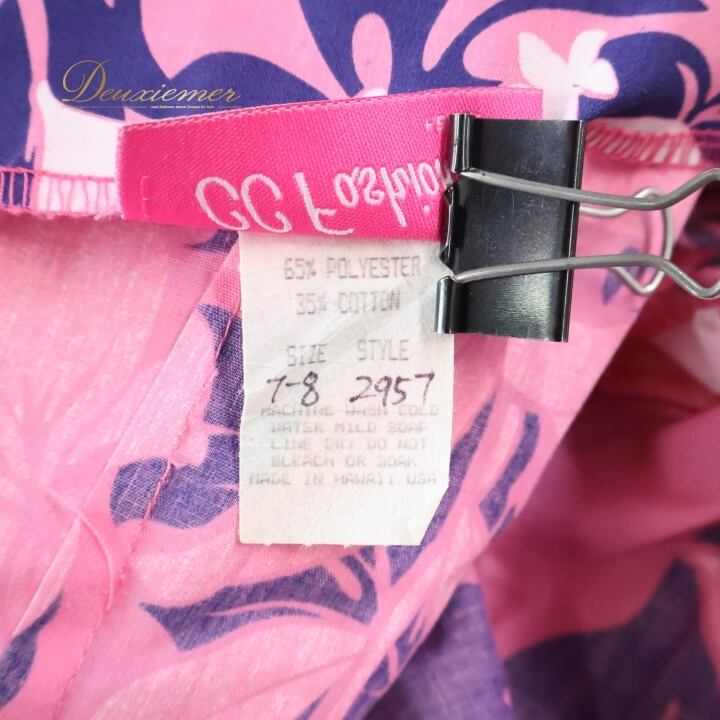 Deuxiemer
CC Fashion
65% POLYESTER
35% COTTON
SIZE STYLE
7-8 2957
MACHINE WASH COLD
WATER MILD SOAP
LINE DRY DO NOT
BLEACH OR SOAK
MADE IN HAWAII USA